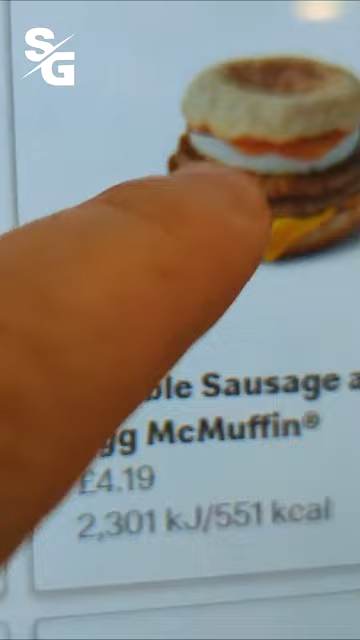 S
G
ble Sausage a
gg McMuffin®
£4.19
2,301 kJ/551 kcal